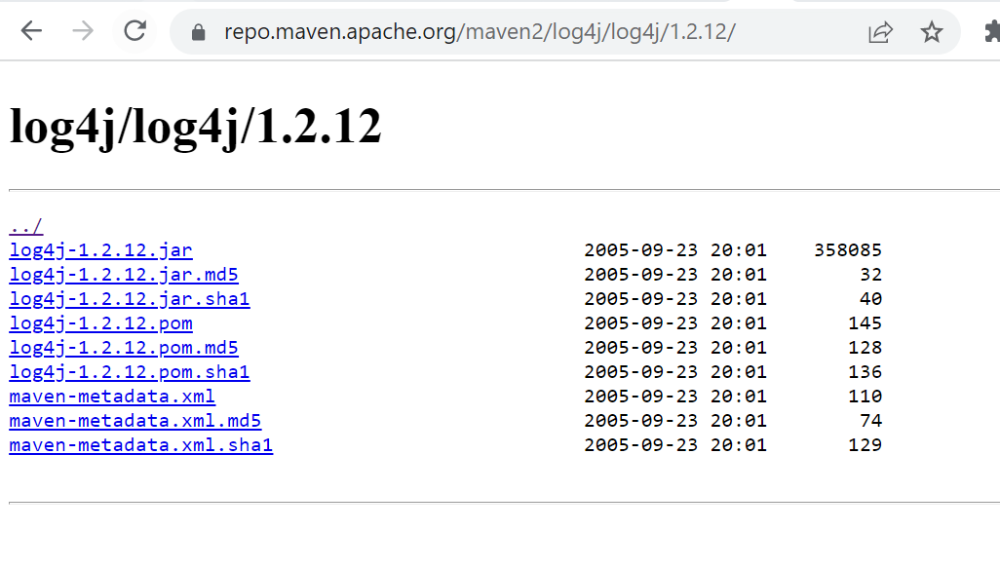 repo.maven.apache.org/maven2/log4j/log4j/1.2.12/
log4j/log4j/1.2.12
../
log4j-1.2.12.jar 2005-09-23 20:01 358085
log4j-1.2.12.jar.md5 2005-09-23 20:01 32
log4j-1.2.12.jar.sha1 2005-09-23 20:01 40
log4j-1.2.12.pom 2005-09-23 20:01 145
log4j-1.2.12.pom.md5 2005-09-23 20:01 128
log4j-1.2.12.pom.sha1 2005-09-23 20:01 136
maven-metadata.xml 2005-09-23 20:01 110
maven-metadata.xml.md5 2005-09-23 20:01 74
maven-metadata.xml.sha1 2005-09-23 20:01 129